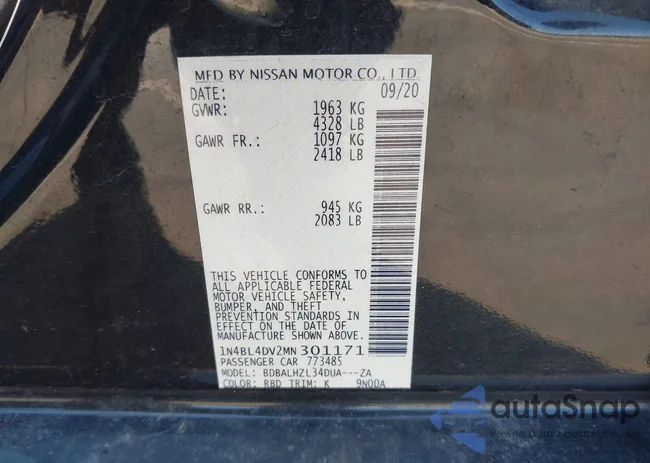 MFD BY NISSAN MOTOR CO., LTD
DATE: 09/20
GVWR: 1963 KG
4328 LB
GAWR FR.: 1097 KG
2418 LB
GAWR RR.: 945 KG
2083 LB
THIS VEHICLE CONFORMS TO
ALL APPLICABLE FEDERAL
MOTOR VEHICLE SAFETY,
BUMPER, AND THEFT
PREVENTION STANDARDS IN
EFFECT ON THE DATE OF
MANUFACTURE SHOWN ABOVE.
1N4BL4DV2MN301171
PASSENGER CAR 773485
MODEL: BDBALHZL34DUA---ZA
COLOR: RBD TRIM: K 9N00A
autoSnap